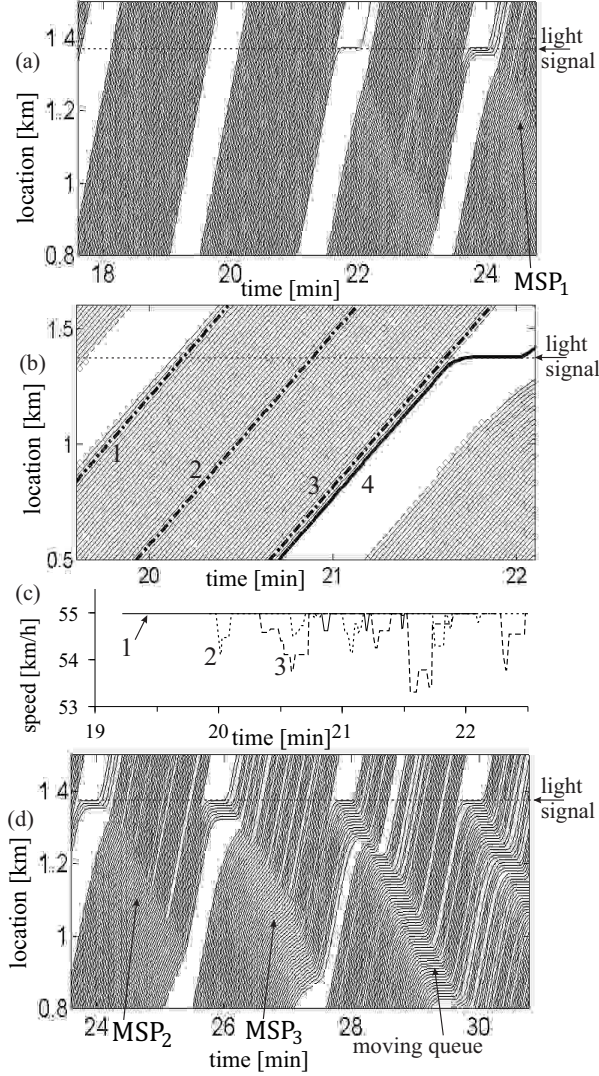 1.4
light
signal
(a)
location [km]
1.2
1
0.8
18
20
22
24
time [min]
MSP1
1.5
(b)
light
signal
location [km]
1
1
2
3
4
0.5
20
21
22
time [min]
(c)
speed [km/h]
55
1
54
2
3
53
19
20
21
22
time [min]
1.4
light
signal
(d)
location [km]
1.2
1
0.8
24
26
28
30
MSP2
MSP3
moving queue
time [min]